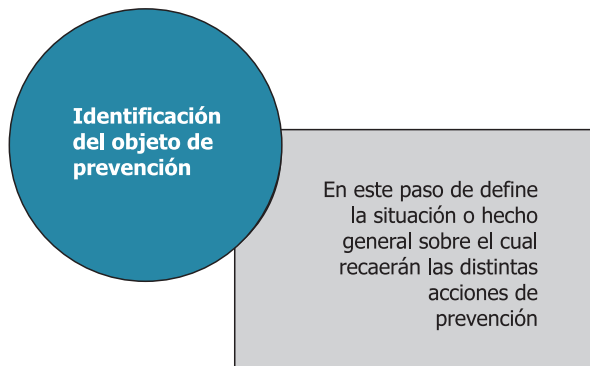 Identificación
del objeto de
prevención
En este paso de define
la situación o hecho
general sobre el cual
recaerán las distintas
acciones de
prevención